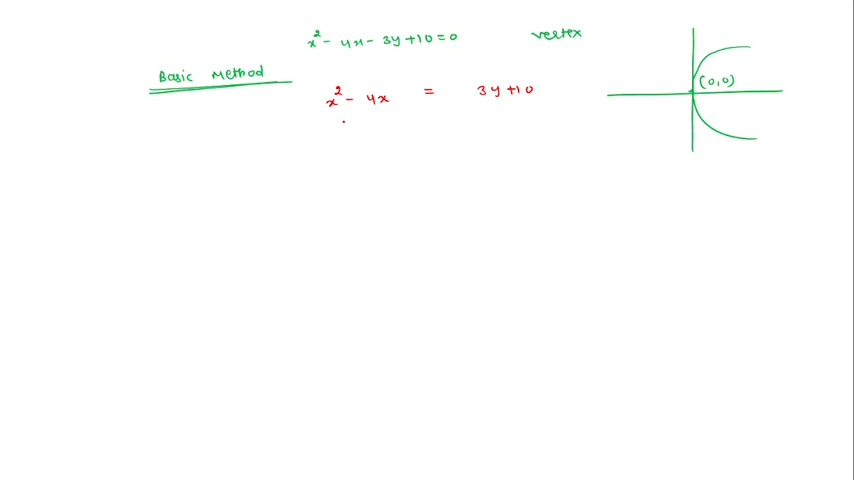 x² - 4x - 3y + 10 = 0 vertex
Basic Method
(0,0)
x² - 4x = 3y + 10